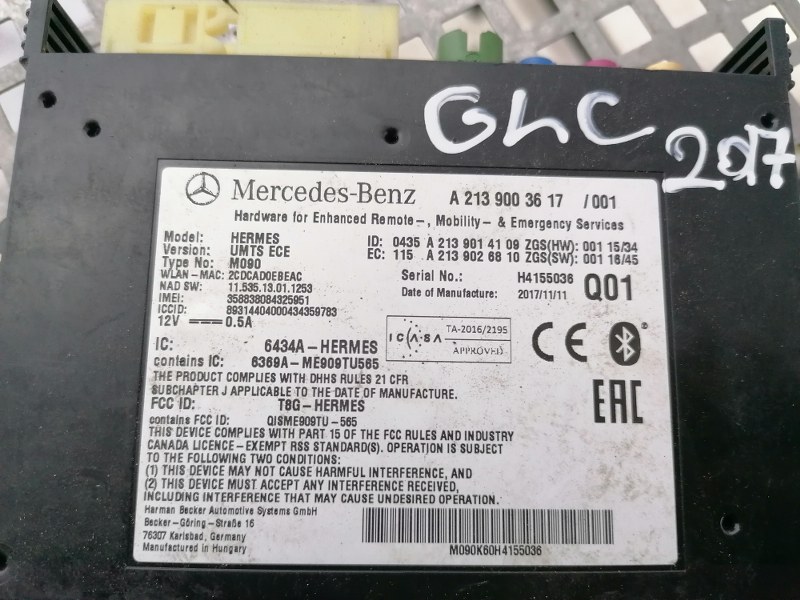 GLC
2017
Mercedes-Benz A 213 900 36 17 /001
Hardware for Enhanced Remote-, Mobility- & Emergency Services
Model: HERMES ID: 0435 A 213 901 41 09 ZGS(HW): 001 15/34
Version: UMTS ECE EC: 115 A 213 902 68 10 ZGS(SW): 001 16/45
Type No: M090
WLAN-MAC: 2CDCAD0EBEAC Serial No.: H4155036
NAD SW: 11.535.13.01.1253 Date of Manufacture: 2017/11/11 Q01
IMEI: 358838084325951
ICCID: 89314404000434359783
12V 0.5A
ICASA TA-2016/2195
APPROVED
CE
IC: 6434A-HERMES
contains IC: 6369A-ME909TU565
EAC
THE PRODUCT COMPLIES WITH DHHS RULES 21 CFR
SUBCHAPTER J APPLICABLE TO THE DATE OF MANUFACTURE.
FCC ID: T8G-HERMES
contains FCC ID: QISME909TU-565
THIS DEVICE COMPLIES WITH PART 15 OF THE FCC RULES AND INDUSTRY
CANADA LICENCE-EXEMPT RSS STANDARD(S). OPERATION IS SUBJECT
TO THE FOLLOWING TWO CONDITIONS:
(1) THIS DEVICE MAY NOT CAUSE HARMFUL INTERFERENCE, AND
(2) THIS DEVICE MUST ACCEPT ANY INTERFERENCE RECEIVED,
INCLUDING INTERFERENCE THAT MAY CAUSE UNDESIRED OPERATION.
Harman Becker Automotive Systems GmbH
Becker-Göring-Straße 16
76307 Karlsbad, Germany
Manufactured in Hungary
M090K60H4155036